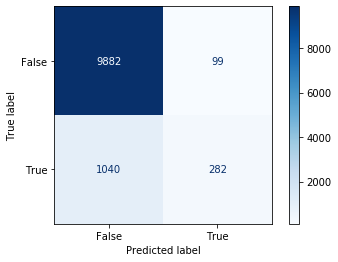 8000
False
9882
99
6000
True label
4000
True
1040
282
2000
False
True
Predicted label